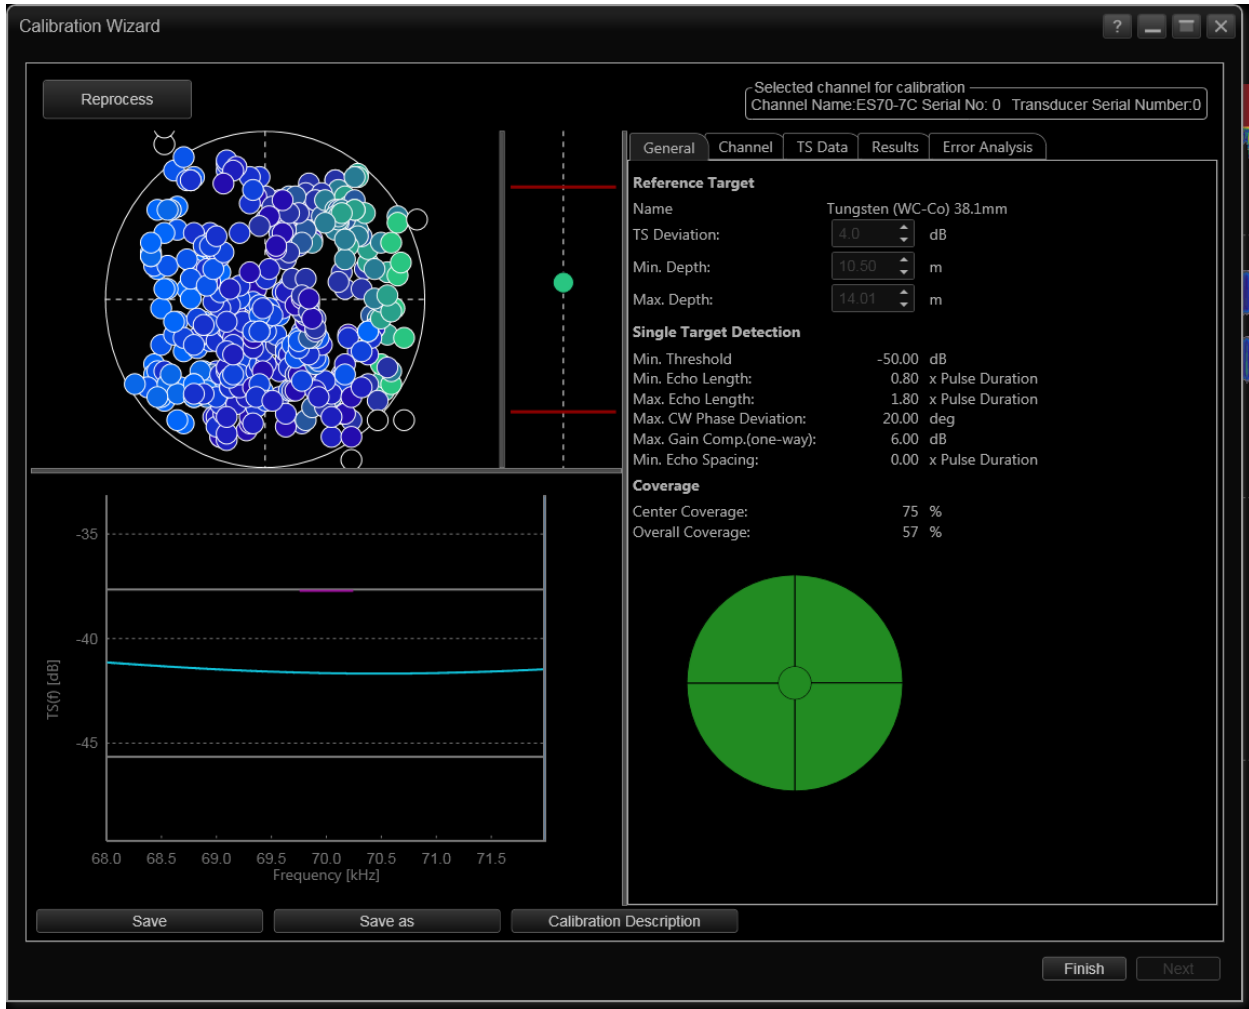 Calibration Wizard
?
Reprocess
Selected channel for calibration
Channel Name:ES70-7C Serial No: 0 Transducer Serial Number:0
General Channel TS Data Results Error Analysis
Reference Target
Name Tungsten (WC-Co) 38.1mm
TS Deviation: 4.0 dB
Min. Depth: 10.50 m
Max. Depth: 14.01 m
Single Target Detection
Min. Threshold -50.00 dB
Min. Echo Length: 0.80 x Pulse Duration
Max. Echo Length: 1.80 x Pulse Duration
Max. CW Phase Deviation: 20.00 deg
Max. Gain Comp.(one-way): 6.00 dB
Min. Echo Spacing: 0.00 x Pulse Duration
Coverage
Center Coverage: 75 %
Overall Coverage: 57 %
-35
-40
-45
TS(f) [dB]
68.0 68.5 69.0 69.5 70.0 70.5 71.0 71.5
Frequency [kHz]
Save Save as Calibration Description
Finish Next